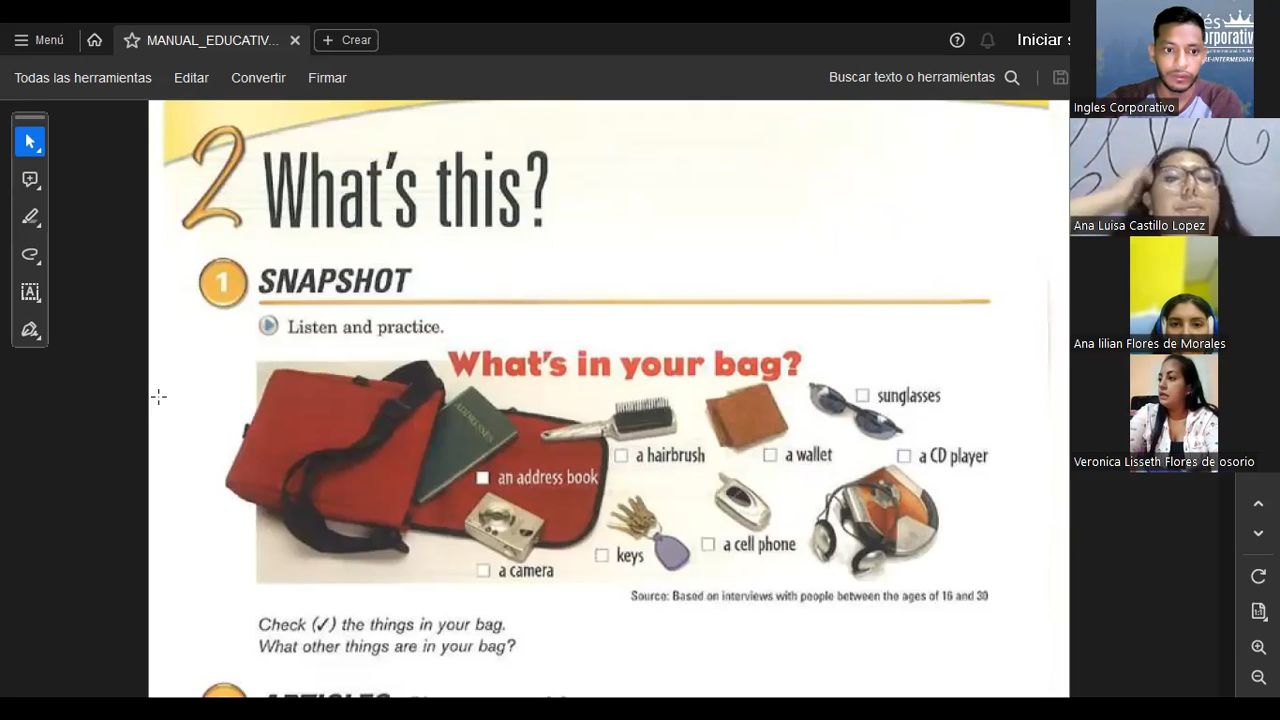 Menú
MANUAL_EDUCATIV...
Crear
Iniciar s
Todas las herramientas
Editar
Convertir
Firmar
Buscar texto o herramientas
2 What's this?
1 SNAPSHOT
Listen and practice.
What's in your bag?
ADDRESSES
sunglasses
a hairbrush
a wallet
a CD player
an address book
a cell phone
keys
a camera
Source: Based on interviews with people between the ages of 16 and 30
Check (✓) the things in your bag.
What other things are in your bag?
Ingles Corporativo
Ana Luisa Castillo Lopez
Ana lilian Flores de Morales
Veronica Lisseth Flores de osorio